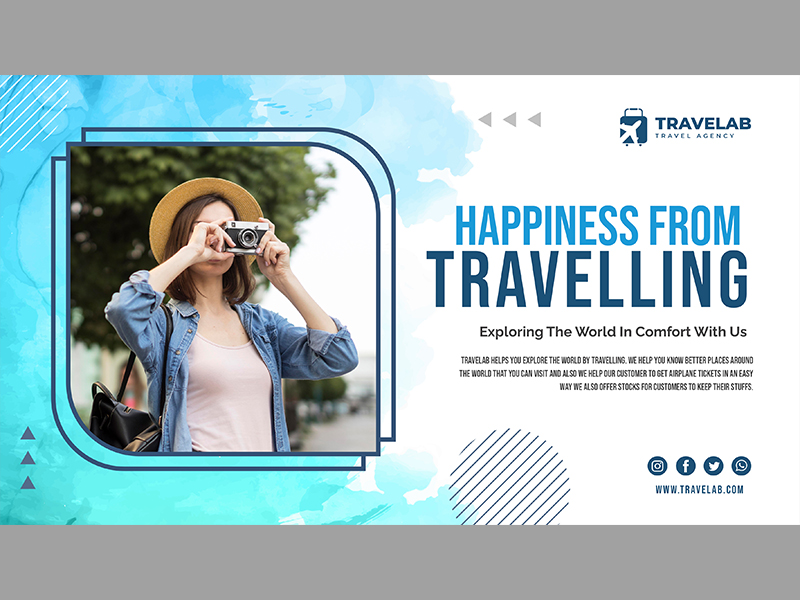 TRAVELAB
TRAVEL AGENCY
HAPPINESS FROM
TRAVELLING
Exploring The World In Comfort With Us
TRAVELAB HELPS YOU EXPLORE THE WORLD BY TRAVELLING. WE HELP YOU KNOW BETTER PLACES AROUND
THE WORLD THAT YOU CAN VISIT AND ALSO WE HELP OUR CUSTOMER TO GET AIRPLANE TICKETS IN AN EASY
WAY WE ALSO OFFER STOCKS FOR CUSTOMERS TO KEEP THEIR STUFFS.
WWW.TRAVELAB.COM